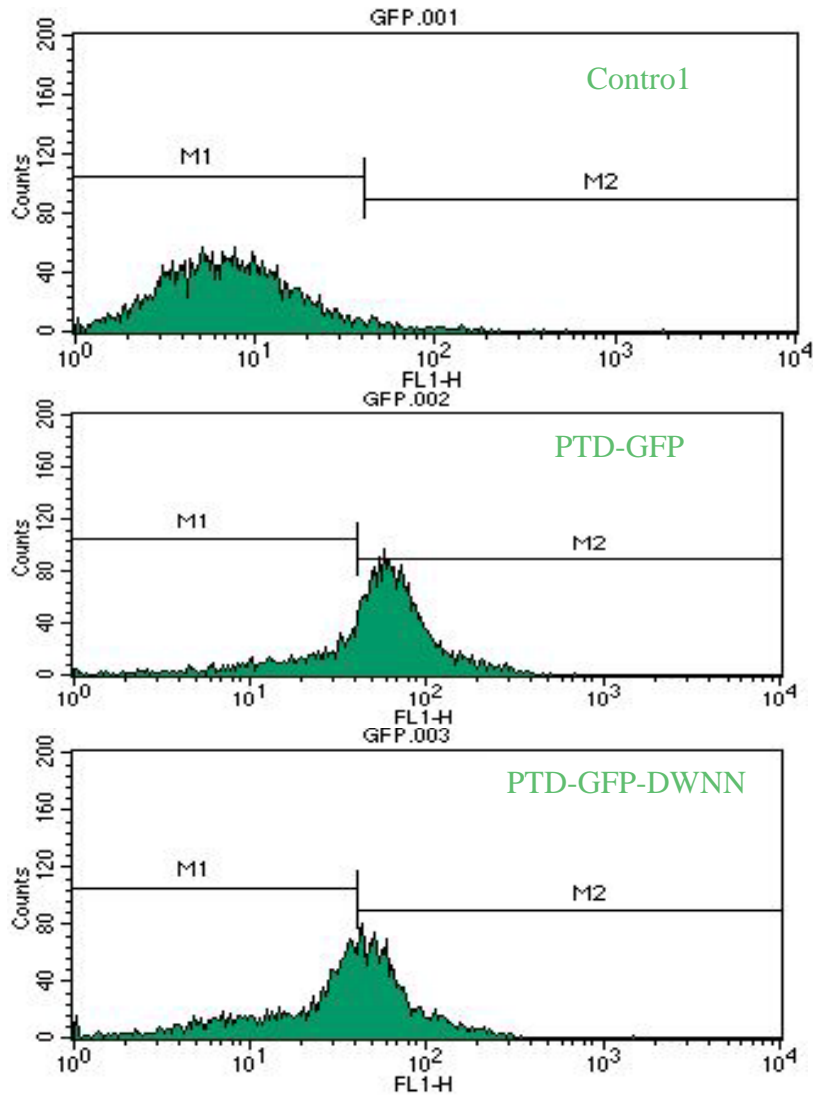 GFP.001
Contro1
M1
M2
Counts
200
160
120
80
40
0
10⁰ 10¹ 10² 10³ 10⁴
FL1-H
GFP.002
PTD-GFP
M1
M2
Counts
200
160
120
80
40
0
10⁰ 10¹ 10² 10³ 10⁴
FL1-H
GFP.003
PTD-GFP-DWNN
M1
M2
Counts
200
160
120
80
40
0
10⁰ 10¹ 10² 10³ 10⁴
FL1-H